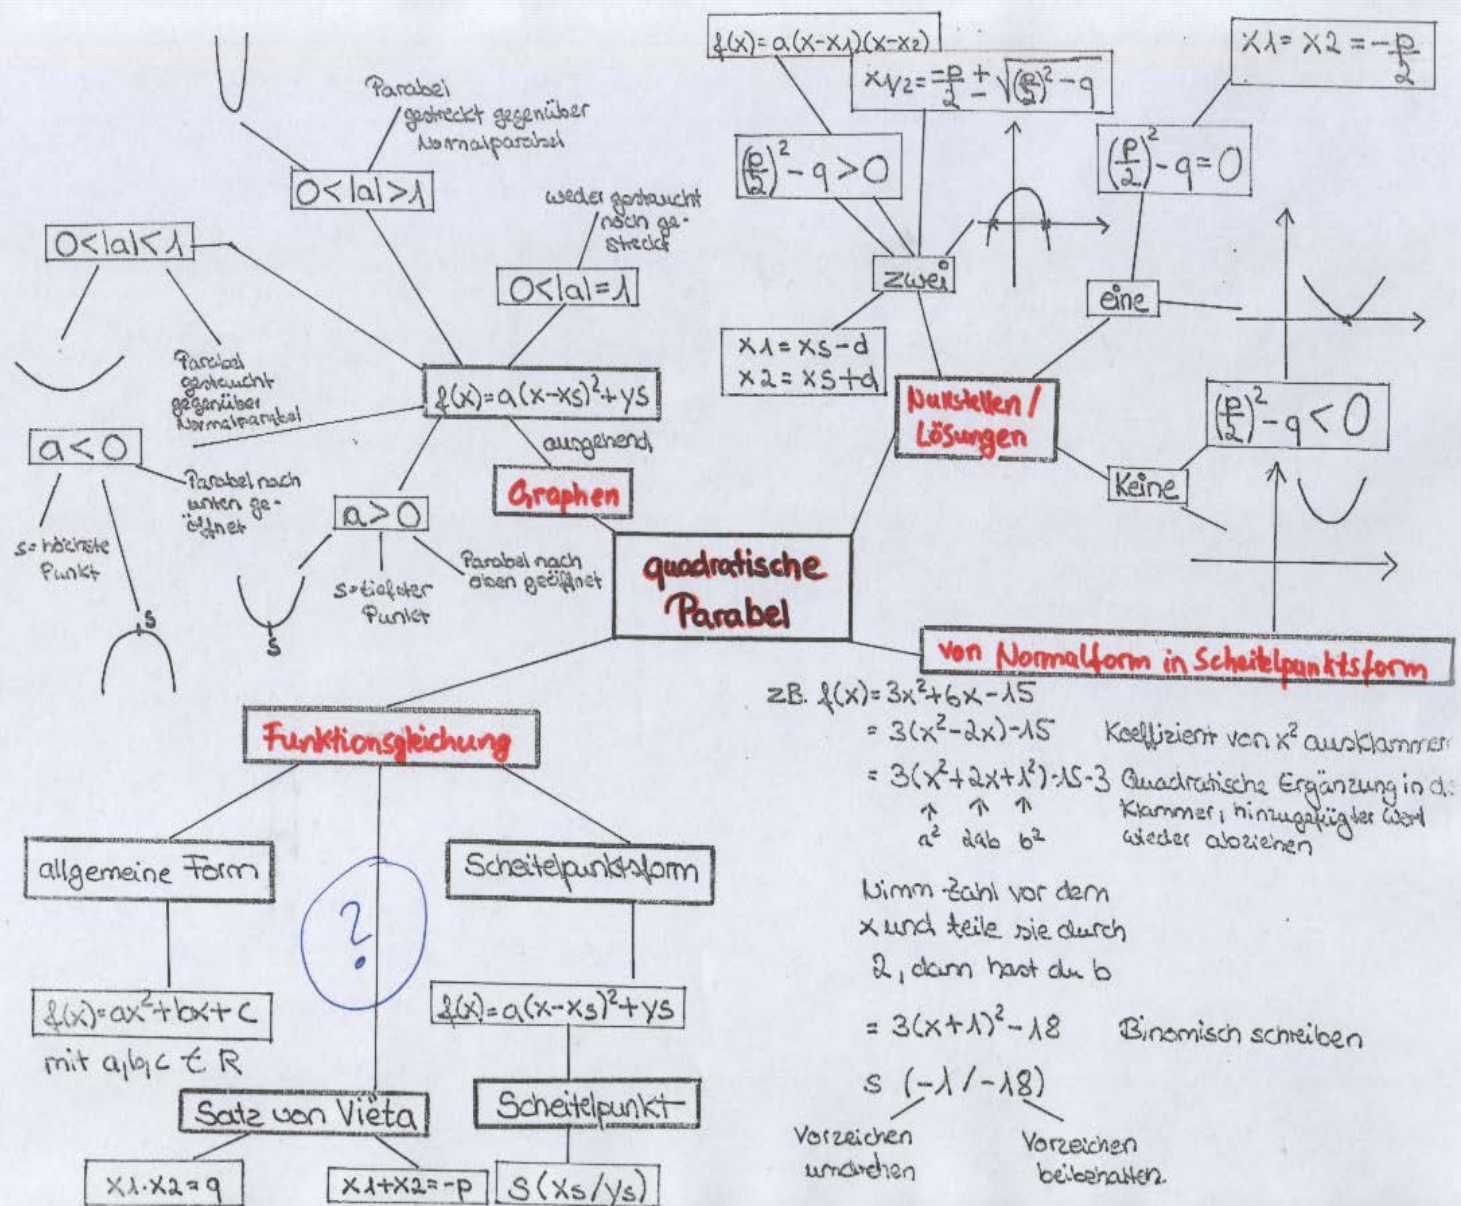 f(x)=a(x-x1)(x-x2)
x1/2=-p/2±√((p/2)²-q)
x1=x2=-p/2
Parabel
gestreckt gegenüber
Normalparabel
(p/2)²-q>0
(p/2)²-q=0
0<|a|>1
weder gestaucht
noch ge-
streckt
0<|a|<1
0<|a|=1
zwei
eine
x1=xs-d
x2=xs+d
Parabel
gestaucht
gegenüber
Normalparabel
f(x)=a(x-xs)²+ys
Nullstellen/
Lösungen
(p/2)²-q<0
ausgehend
Graphen
a<0
Parabel nach
unten ge-
öffnet
s=höchste
Punkt
S
a>0
s=tiefster
Punkt
Parabel nach
oben geöffnet
S
Keine
quadratische
Parabel
von Normalform in Scheitelpunktsform
zB. f(x)=3x²+6x-15
=3(x²-2x)-15 Koeffizient von x² ausklammer
=3(x²+2x+1²)-15-3 Quadratische Ergänzung in d.
↑ ↑ ↑ Klammer, hinzugefügter Wert
a² 2ab b² wieder abziehen
Nimm Zahl vor dem
x und teile sie durch
2, dann hast du b
=3(x+1)²-18 Binomisch schreiben
S (-1/-18)
Vorzeichen
umdrehen
Vorzeichen
beibehalten
Funktionsgleichung
allgemeine Form
?
Scheitelpunktsform
f(x)=ax²+bx+c
mit a,b,c ∈ R
f(x)=a(x-xs)²+ys
Satz von Viëta
Scheitelpunkt
x1·x2=q
x1+x2=-p
S(xs/ys)